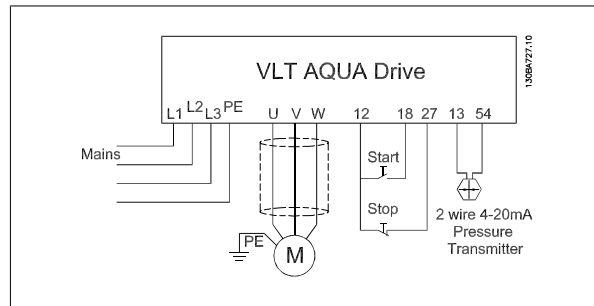 VLT AQUA Drive
130BA727.10
L1 L2 L3 PE U V W 12 18 27 13 54
Mains
Start
Stop
2 wire 4-20mA
Pressure
Transmitter
PE
M